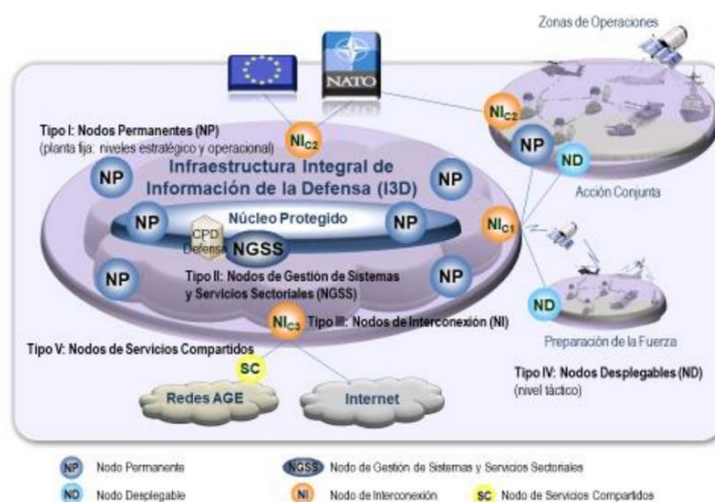 Zonas de Operaciones
NATO
OTAN
Tipo I: Nodos Permanentes (NP)
(planta fija: niveles estratégico y operacional)
NIC2
NIC2
NP
ND
Acción Conjunta
NP
NP
Infraestructura Integral de
Información de la Defensa (I3D)
NP
NP
Núcleo Protegido
CPD
Defensa
NGSS
NIC1
NP
NP
Tipo II: Nodos de Gestión de Sistemas
y Servicios Sectoriales (NGSS)
ND
Preparación de la Fuerza
NIC3
Tipo III: Nodos de Interconexión (NI)
Tipo V: Nodos de Servicios Compartidos
SC
Tipo IV: Nodos Desplegables (ND)
(nivel táctico)
Redes AGE
Internet
NP Nodo Permanente
NGSS Nodo de Gestión de Sistemas y Servicios Sectoriales
ND Nodo Desplegable
NI Nodo de Interconexión
SC Nodo de Servicios Compartidos